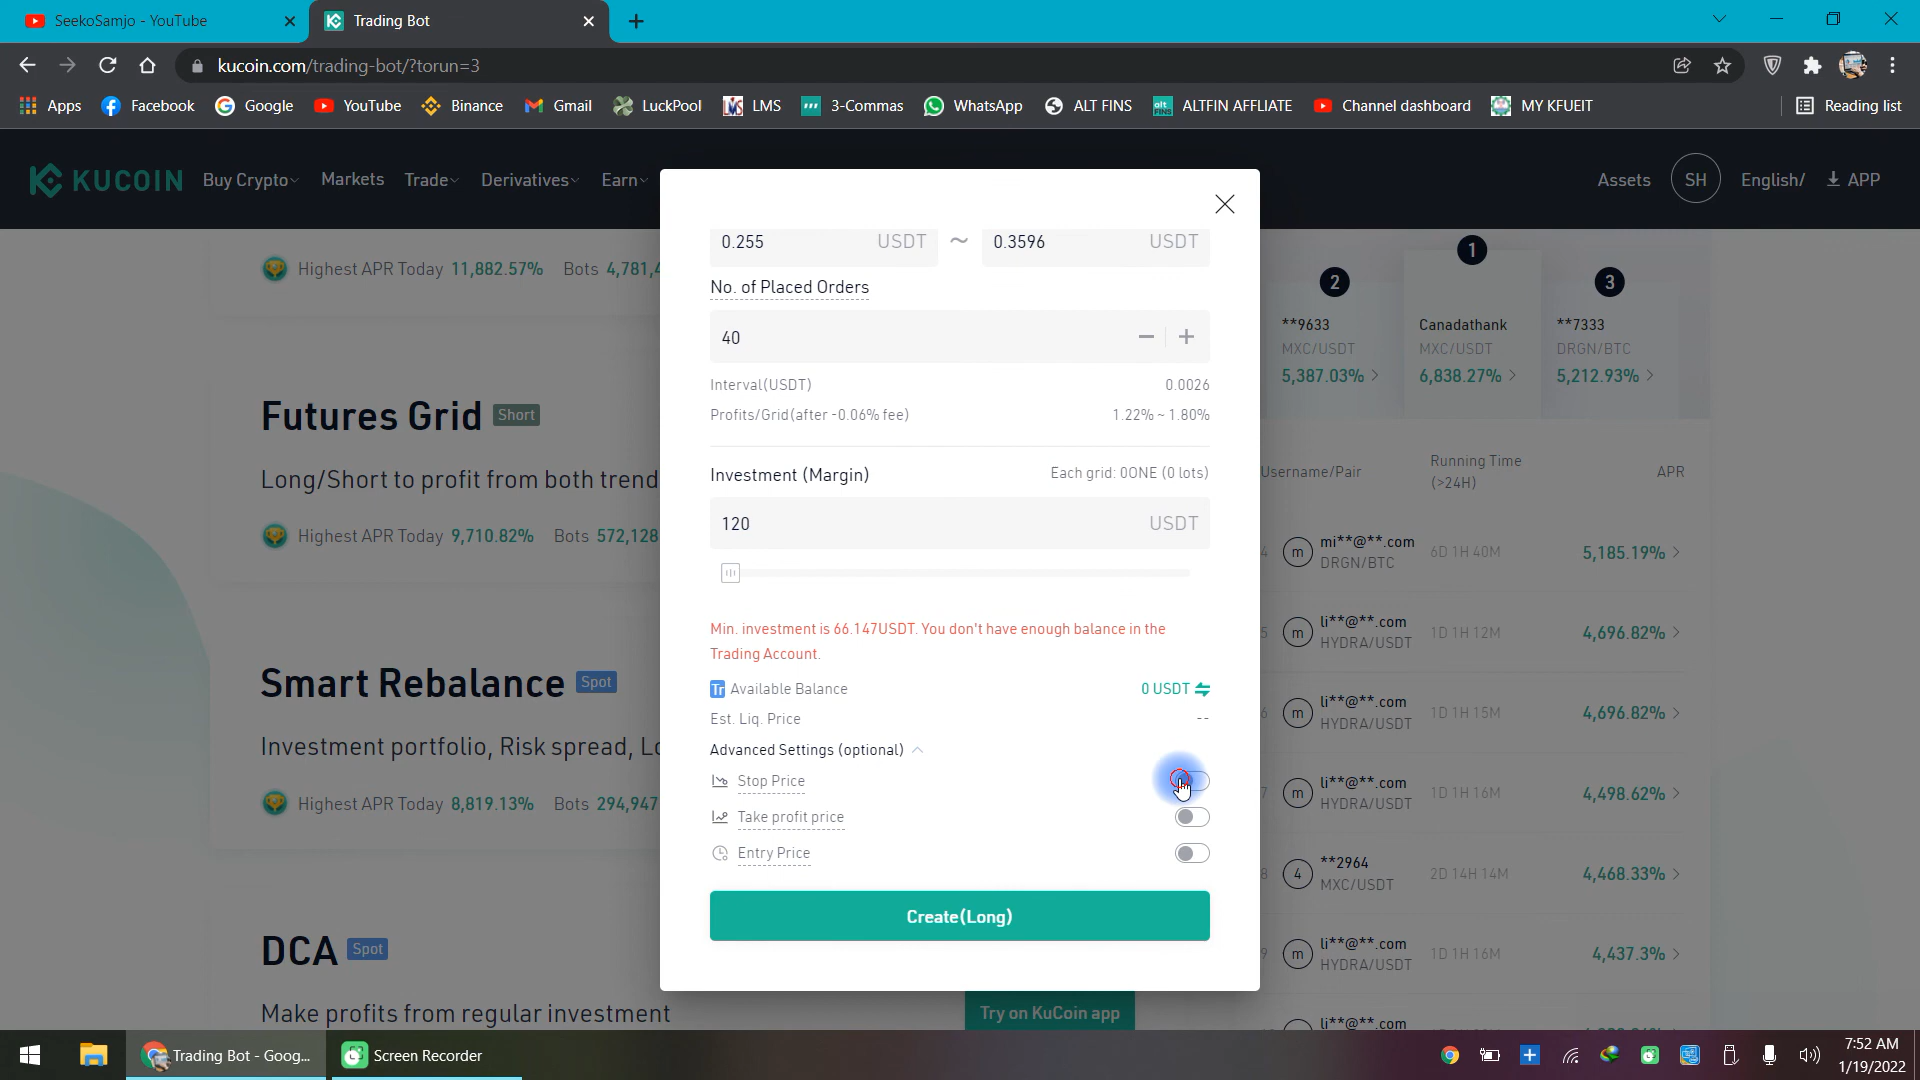 SeekoSamjo - YouTube
Trading Bot
kucoin.com/trading-bot/?torun=3
Apps
Facebook
Google
YouTube
Binance
Gmail
LuckPool
LMS
3-Commas
WhatsApp
ALT FINS
ALTFIN AFFLIATE
Channel dashboard
MY KFUEIT
Reading list
KUCOIN
Buy Crypto
Markets
Trade
Derivatives
Earn
Assets
SH
English/
APP
Highest APR Today 11,882.57% Bots 4,781,4
Futures Grid Short
Long/Short to profit from both trend
Highest APR Today 9,710.82% Bots 572,128
Smart Rebalance Spot
Investment portfolio, Risk spread, Lo
Highest APR Today 8,819.13% Bots 294,947
DCA Spot
Make profits from regular investment
0.255 USDT ~ 0.3596 USDT
No. of Placed Orders
40 − +
Interval(USDT) 0.0026
Profits/Grid(after -0.06% fee) 1.22% ~ 1.80%
Investment (Margin) Each grid: 0ONE (0 lots)
120 USDT
Min. investment is 66.147USDT. You don't have enough balance in the
Trading Account.
Tr Available Balance 0 USDT
Est. Liq. Price --
Advanced Settings (optional)
Stop Price
Take profit price
Entry Price
Create(Long)
Try on KuCoin app
2
**9633
MXC/USDT
5,387.03% >
1
Canadathank
MXC/USDT
6,838.27% >
3
**7333
DRGN/BTC
5,212.93% >
Username/Pair
Running Time
(>24H)
APR
4 m mi**@**.com 6D 1H 40M 5,185.19% >
DRGN/BTC
5 m li**@**.com 1D 1H 12M 4,696.82% >
HYDRA/USDT
6 m li**@**.com 1D 1H 15M 4,696.82% >
HYDRA/USDT
7 m li**@**.com 1D 1H 16M 4,498.62% >
HYDRA/USDT
8 4 **2964 2D 14H 14M 4,468.33% >
MXC/USDT
9 m li**@**.com 1D 1H 16M 4,437.3% >
HYDRA/USDT
li**@**.com
Trading Bot - Goog...
Screen Recorder
7:52 AM
1/19/2022